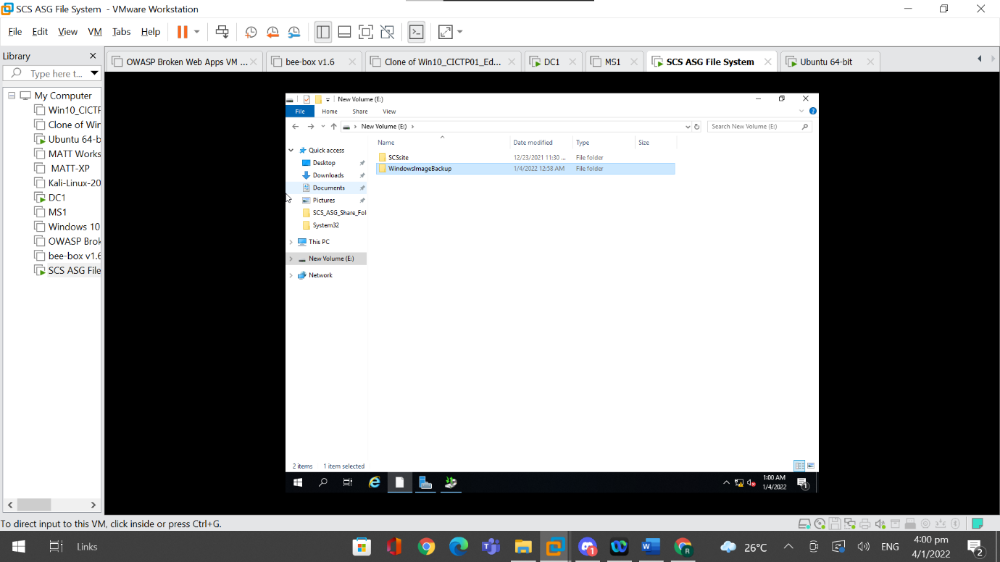 SCS ASG File System - VMware Workstation
File Edit View VM Tabs Help
Library
Type here t...
OWASP Broken Web Apps VM ...
bee-box v1.6
Clone of Win10_CICTP01_Ed...
DC1
MS1
SCS ASG File System
Ubuntu 64-bit
My Computer
Win10_CICTP
Clone of Wir
Ubuntu 64-b
MATT Works
MATT-XP
Kali-Linux-20
DC1
MS1
Windows 10
OWASP Brok
bee-box v1.6
SCS ASG File
New Volume (E:)
File Home Share View
New Volume (E:)
Search New Volume (E:)
Name Date modified Type Size
SCSsite 12/23/2021 11:30 ... File folder
WindowsImageBackup 1/4/2022 12:58 AM File folder
Quick access
Desktop
Downloads
Documents
Pictures
SCS_ASG_Share_Fol
System32
This PC
New Volume (E:)
Network
2 items 1 item selected
1:00 AM
1/4/2022
1
To direct input to this VM, click inside or press Ctrl+G.
Links
1
R
26°C
ENG
4:00 pm
4/1/2022
2